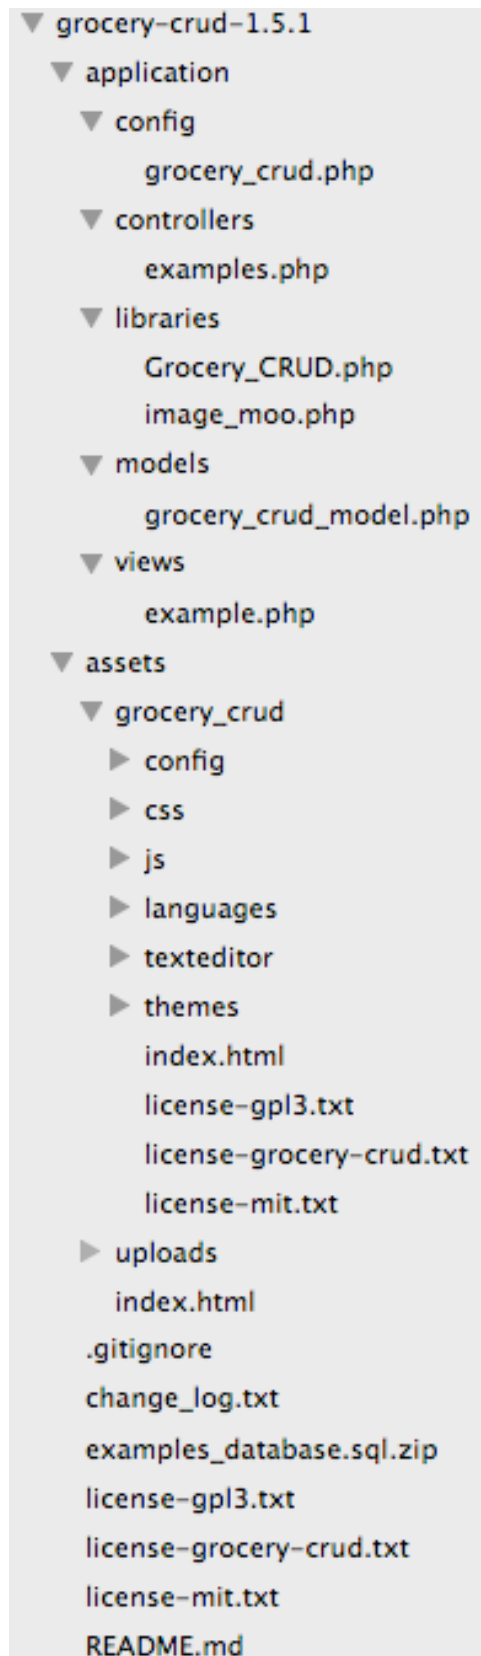 grocery-crud-1.5.1
application
config
grocery_crud.php
controllers
examples.php
libraries
Grocery_CRUD.php
image_moo.php
models
grocery_crud_model.php
views
example.php
assets
grocery_crud
config
css
js
languages
texteditor
themes
index.html
license-gpl3.txt
license-grocery-crud.txt
license-mit.txt
uploads
index.html
.gitignore
change_log.txt
examples_database.sql.zip
license-gpl3.txt
license-grocery-crud.txt
license-mit.txt
README.md